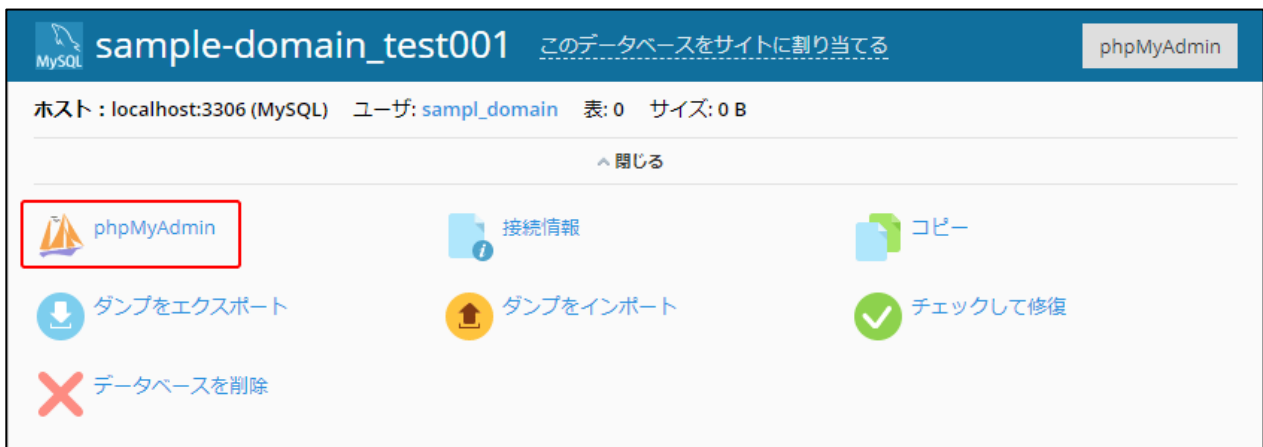 MySQL sample-domain_test001 このデータベースをサイトに割り当てる phpMyAdmin
ホスト：localhost:3306 (MySQL) ユーザ: sampl_domain 表: 0 サイズ: 0 B
閉じる
phpMyAdmin 接続情報 コピー
ダンプをエクスポート ダンプをインポート チェックして修復
データベースを削除